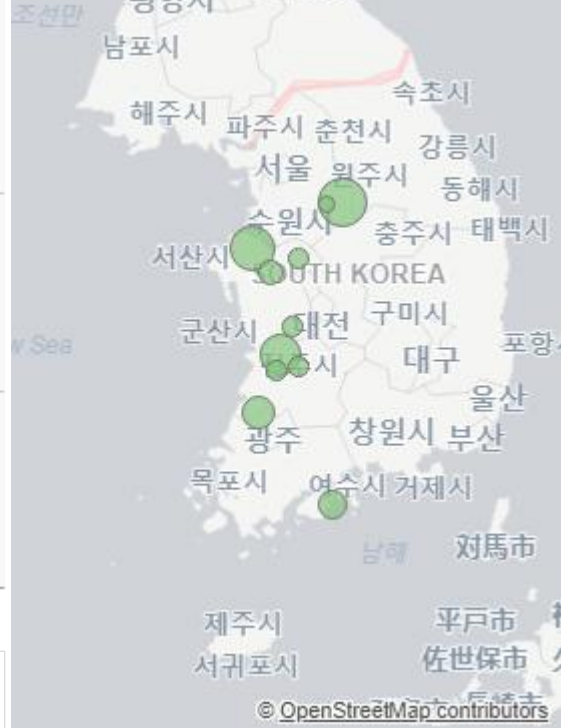 조선만
남포시
해주시
속초시
파주시
춘천시
강릉시
서울
원주시
동해시
수원시
충주시
태백시
서산시
SOUTH KOREA
구미시
군산시
대전
w Sea
대구
포항
울산
광주
창원시
부산
목포시
여수시
거제시
남해
対馬市
제주시
平戸市
서귀포시
佐世保市
© OpenStreetMap contributors